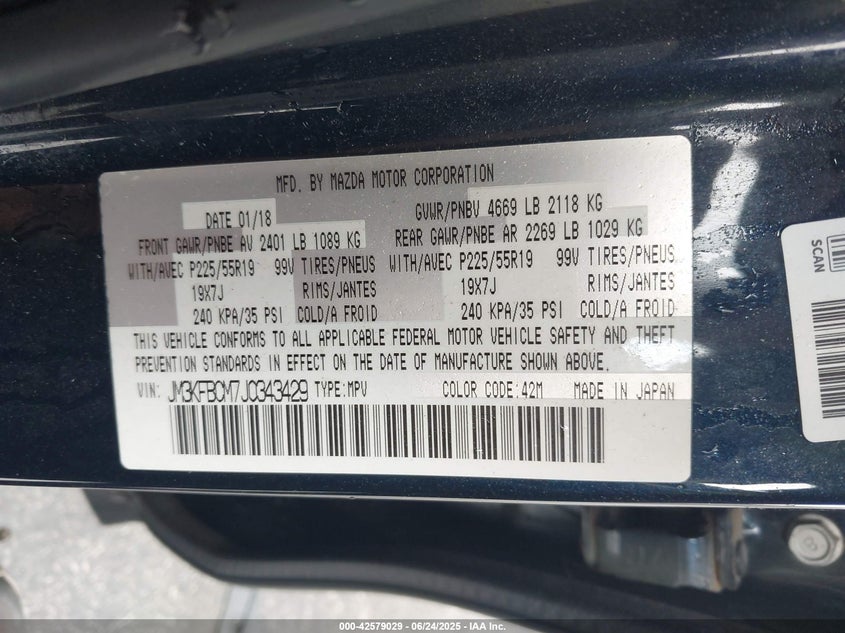 MFD. BY MAZDA MOTOR CORPORATION
DATE 01/18 GVWR/PNBV 4669 LB 2118 KG
FRONT GAWR/PNBE AV 2401 LB 1089 KG REAR GAWR/PNBE AR 2269 LB 1029 KG
WITH/AVEC P225/55R19 99V TIRES/PNEUS WITH/AVEC P225/55R19 99V TIRES/PNEUS
19X7J RIMS/JANTES 19X7J RIMS/JANTES
240 KPA/35 PSI COLD/A FROID 240 KPA/35 PSI COLD/A FROID
THIS VEHICLE CONFORMS TO ALL APPLICABLE FEDERAL MOTOR VEHICLE SAFETY AND THEFT
PREVENTION STANDARDS IN EFFECT ON THE DATE OF MANUFACTURE SHOWN ABOVE.
VIN: JM3KFBCM7J0343429 TYPE:MPV COLOR CODE:42M MADE IN JAPAN
SCAN
000-42579029 - 06/24/2025 - IAA Inc.